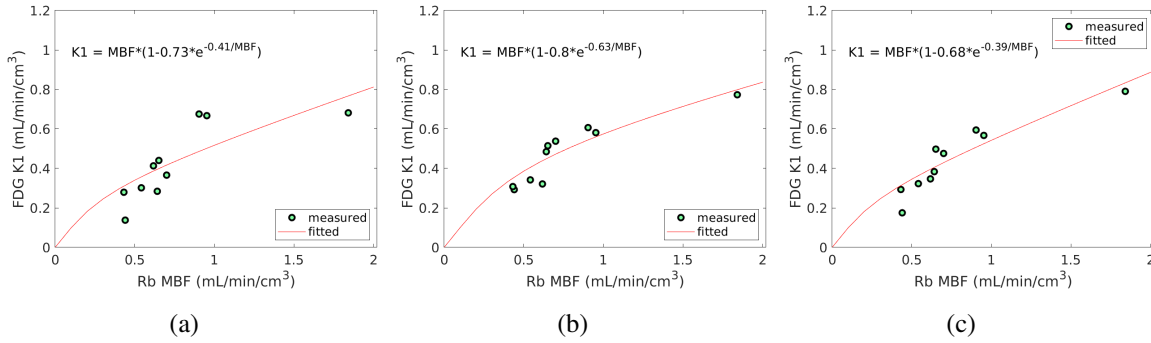 1.2
1
0.8
0.6
0.4
0.2
0
FDG K1 (mL/min/cm³)
K1 = MBF*(1-0.73*e^-0.41/MBF)
measured
fitted
0 0.5 1 1.5 2
Rb MBF (mL/min/cm³)
(a)
1.2
1
0.8
0.6
0.4
0.2
0
FDG K1 (mL/min/cm³)
K1 = MBF*(1-0.8*e^-0.63/MBF)
measured
fitted
0 0.5 1 1.5 2
Rb MBF (mL/min/cm³)
(b)
1.2
1
0.8
0.6
0.4
0.2
0
FDG K1 (mL/min/cm³)
measured
fitted
K1 = MBF*(1-0.68*e^-0.39/MBF)
0 0.5 1 1.5 2
Rb MBF (mL/min/cm³)
(c)